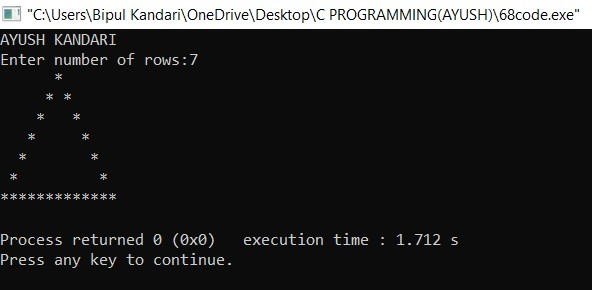 "C:\Users\Bipul Kandari\OneDrive\Desktop\C PROGRAMMING(AYUSH)\68code.exe"
AYUSH KANDARI
Enter number of rows:7
      *
     * *
    *   *
   *     *
  *       *
 *         *
*************
Process returned 0 (0x0)   execution time : 1.712 s
Press any key to continue.